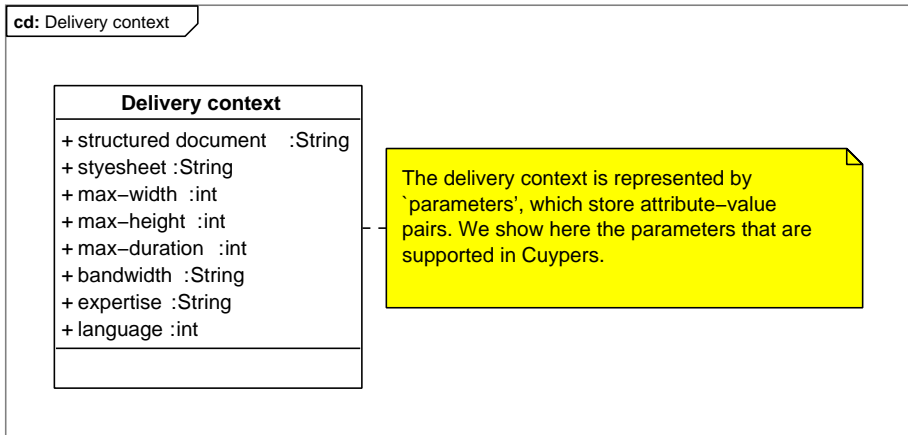 cd: Delivery context
Delivery context
+ structured document :String
+ styesheet :String
+ max−width :int
+ max−height :int
+ max−duration :int
+ bandwidth :String
+ expertise :String
+ language :int
The delivery context is represented by
`parameters', which store attribute−value
pairs. We show here the parameters that are
supported in Cuypers.